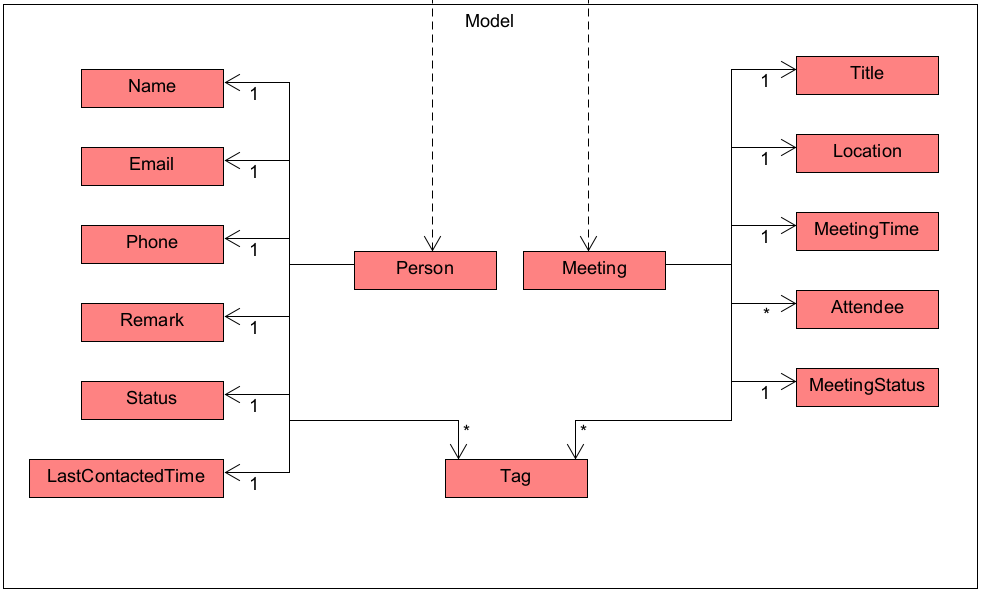 Model
Name
1
Email
1
Phone
1
Remark
1
Status
1
LastContactedTime
1
Person
Meeting
*
*
Tag
Title
1
Location
1
MeetingTime
1
Attendee
*
MeetingStatus
1